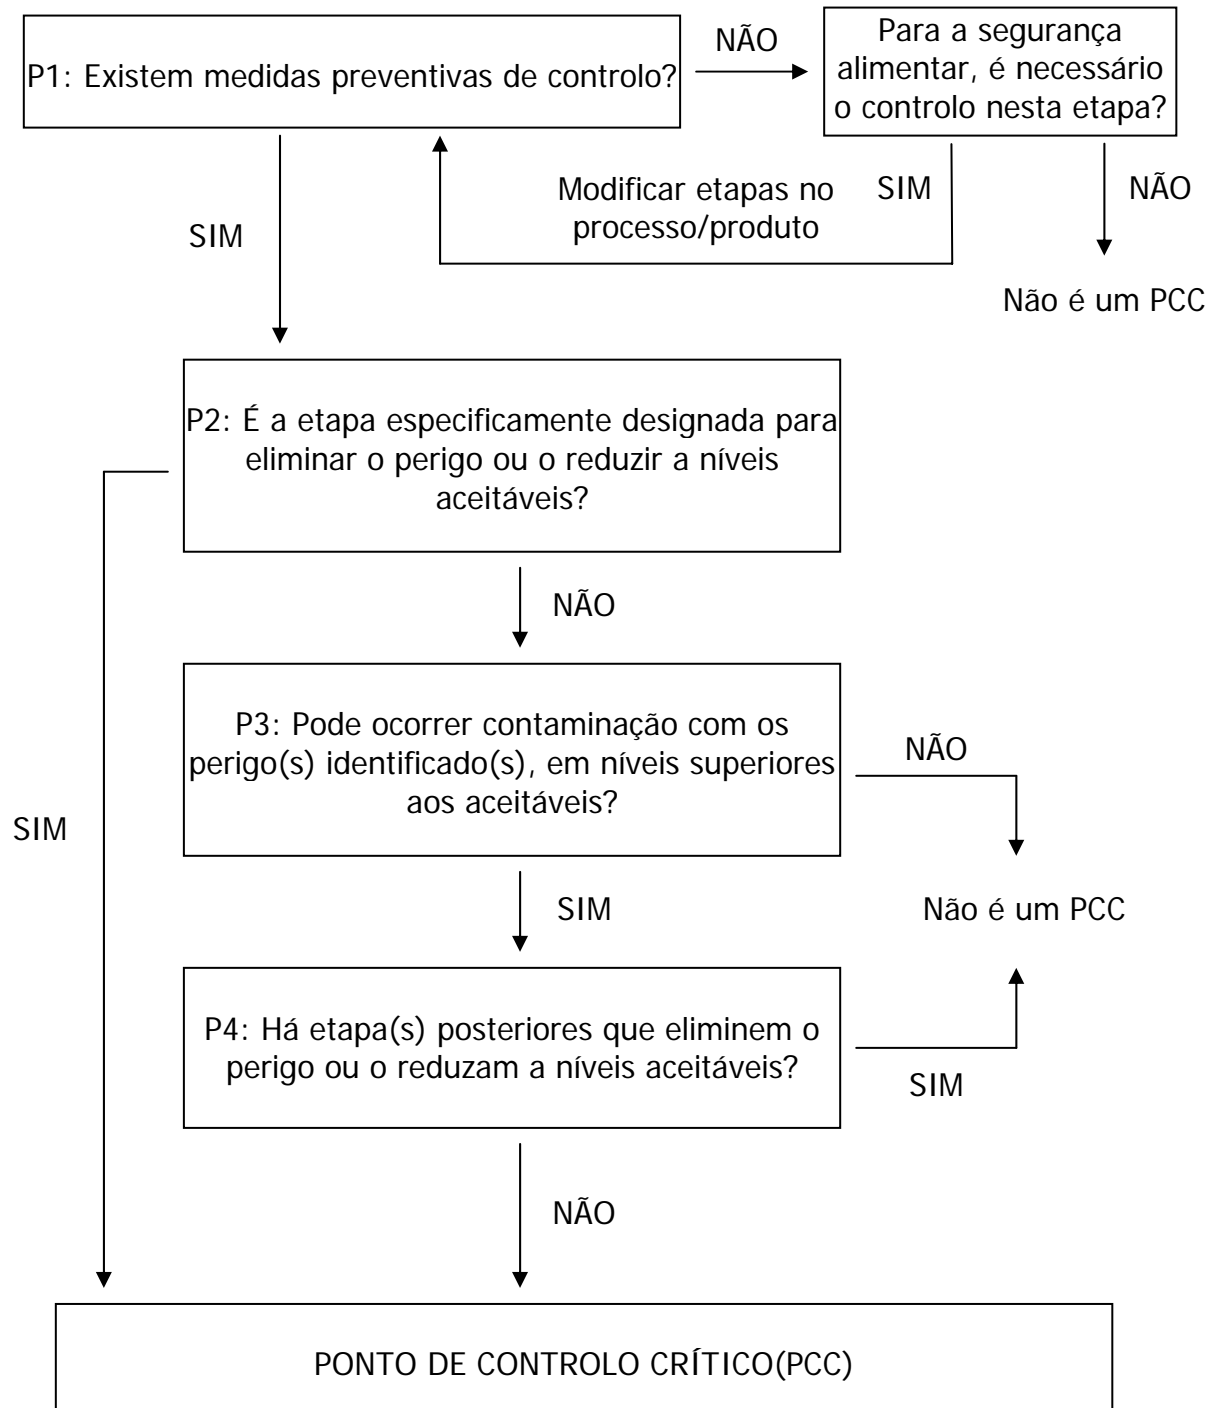 P1: Existem medidas preventivas de controlo?
NÃO
Para a segurança
alimentar, é necessário
o controlo nesta etapa?
Modificar etapas no
processo/produto
SIM
NÃO
SIM
Não é um PCC
P2: É a etapa especificamente designada para
eliminar o perigo ou o reduzir a níveis
aceitáveis?
NÃO
P3: Pode ocorrer contaminação com os
perigo(s) identificado(s), em níveis superiores
aos aceitáveis?
NÃO
SIM
SIM
Não é um PCC
P4: Há etapa(s) posteriores que eliminem o
perigo ou o reduzam a níveis aceitáveis?
SIM
NÃO
PONTO DE CONTROLO CRÍTICO(PCC)